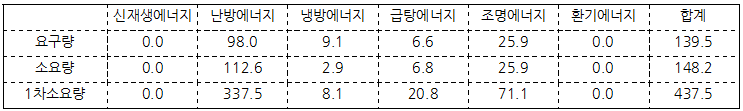 신재생에너지 난방에너지 냉방에너지 급탕에너지 조명에너지 환기에너지 합계
요구량 0.0 98.0 9.1 6.6 25.9 0.0 139.5
소요량 0.0 112.6 2.9 6.8 25.9 0.0 148.2
1차소요량 0.0 337.5 8.1 20.8 71.1 0.0 437.5